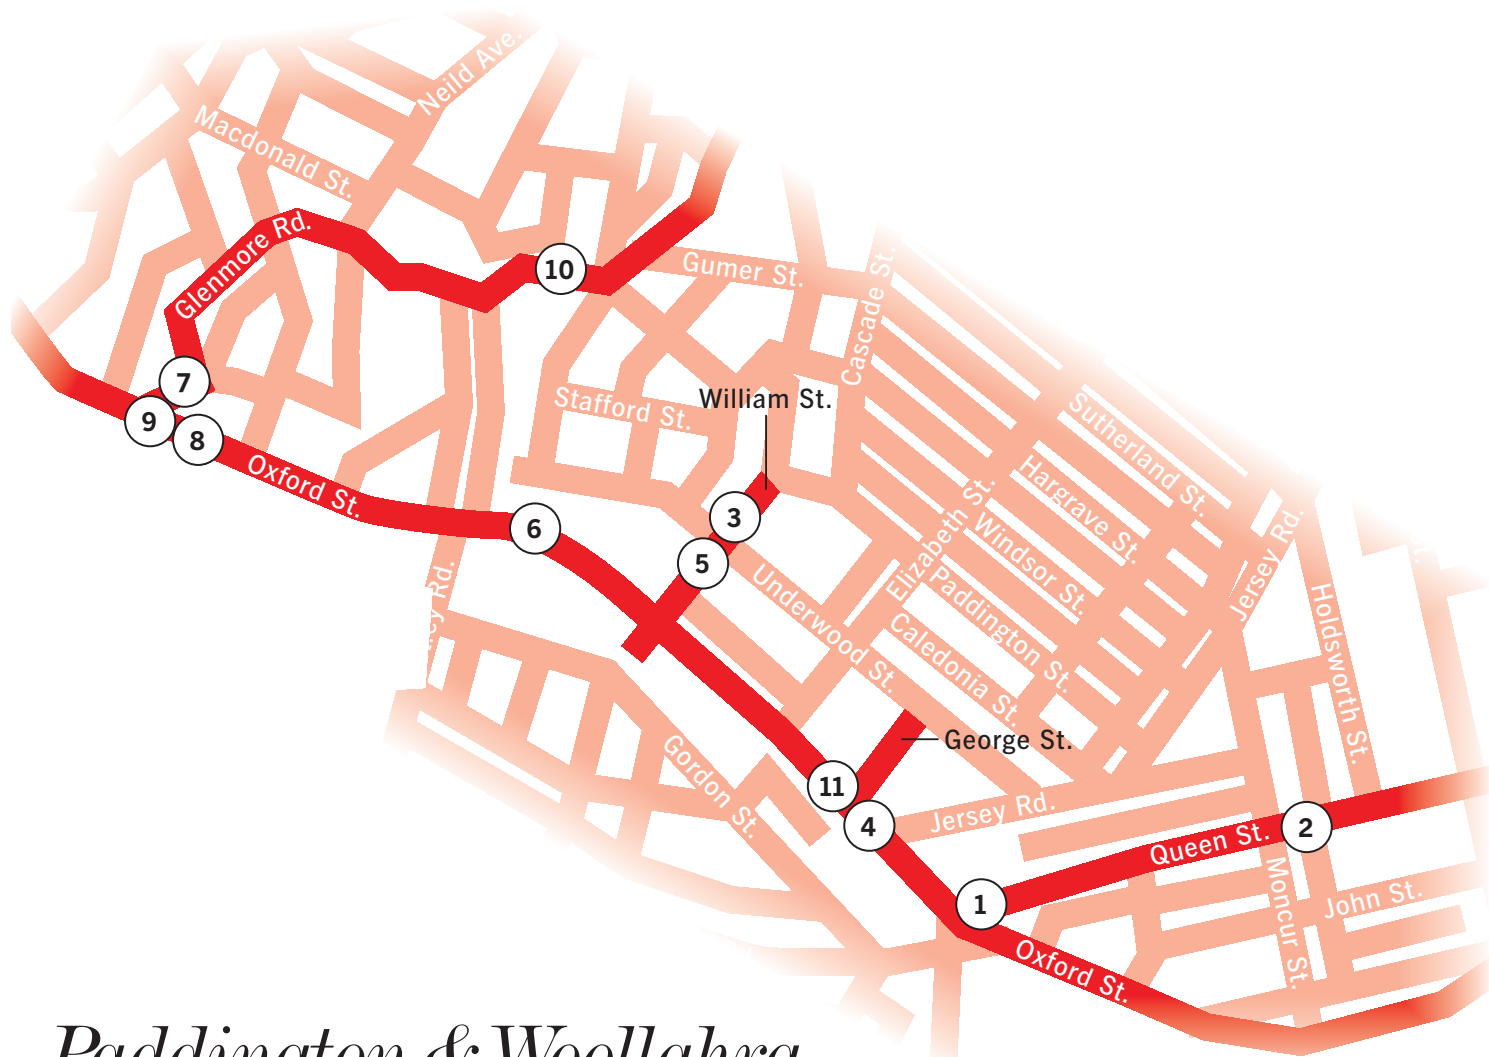 Neild Ave.
Macdonald St.
Glenmore Rd.
10
Gumer St.
Cascade St.
7
9
8
William St.
Stafford St.
Sutherland St.
Oxford St.
Hargrave St.
6
3
Elizabeth St.
Windsor St.
Jersey Rd.
5
Underwood St.
Paddington St.
Holdsworth St.
Rd.
Caledonia St.
Gordon St.
George St.
11
4
Jersey Rd.
Queen St.
2
1
Moncur St.
John St.
Oxford St.
Paddington & Woollahra